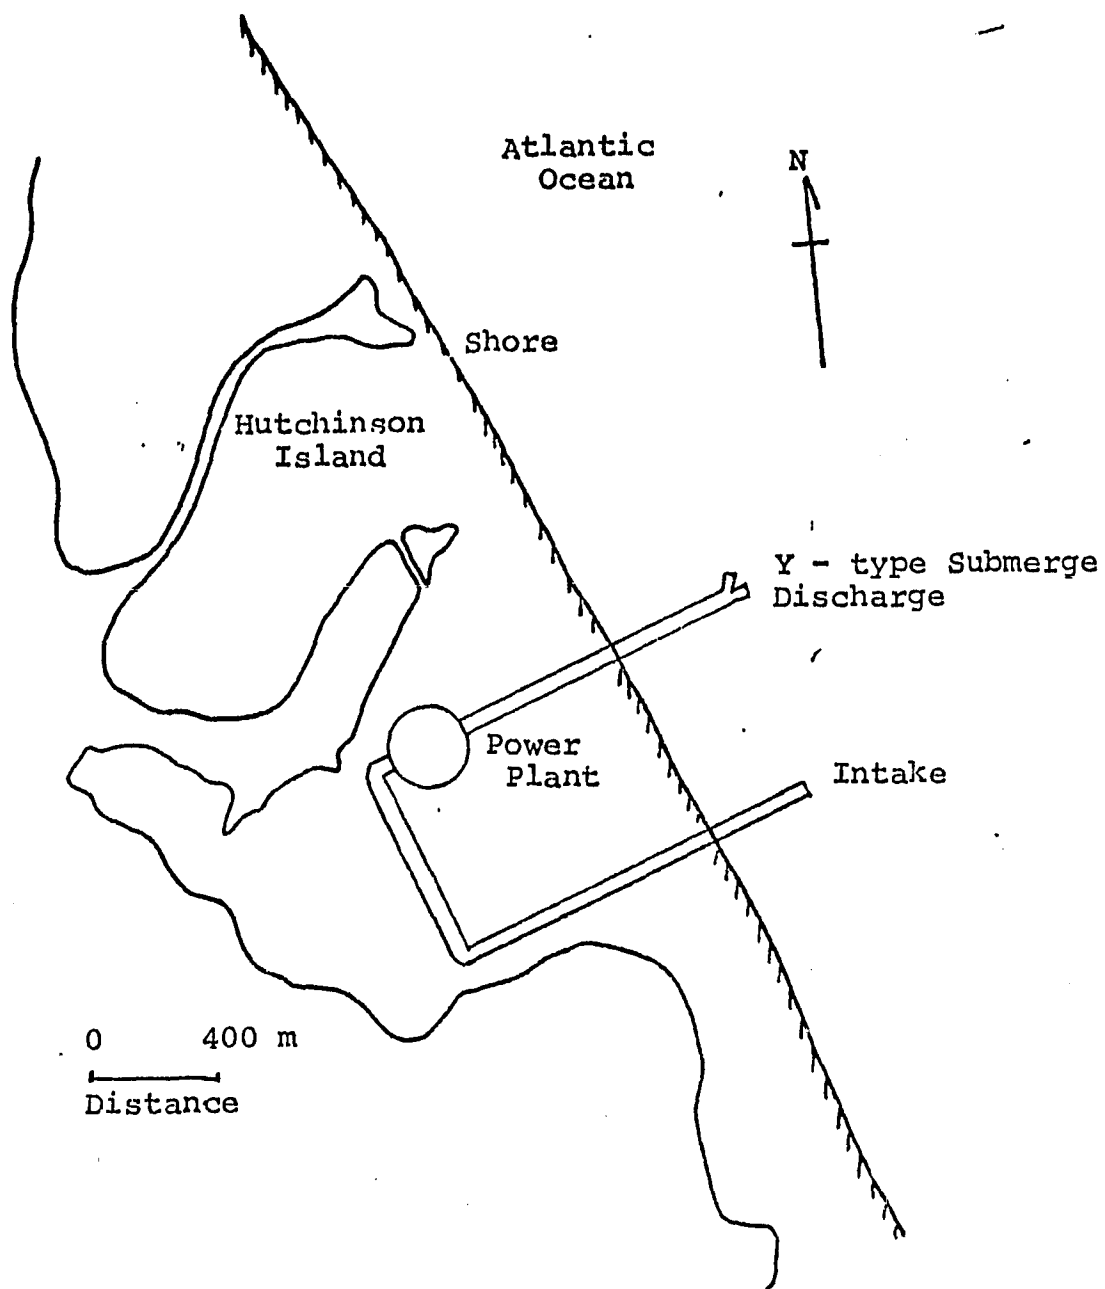 Atlantic
Ocean
N
Shore
Hutchinson
Island
Y - type Submerge
Discharge
Power
Plant
Intake
0 400 m
Distance